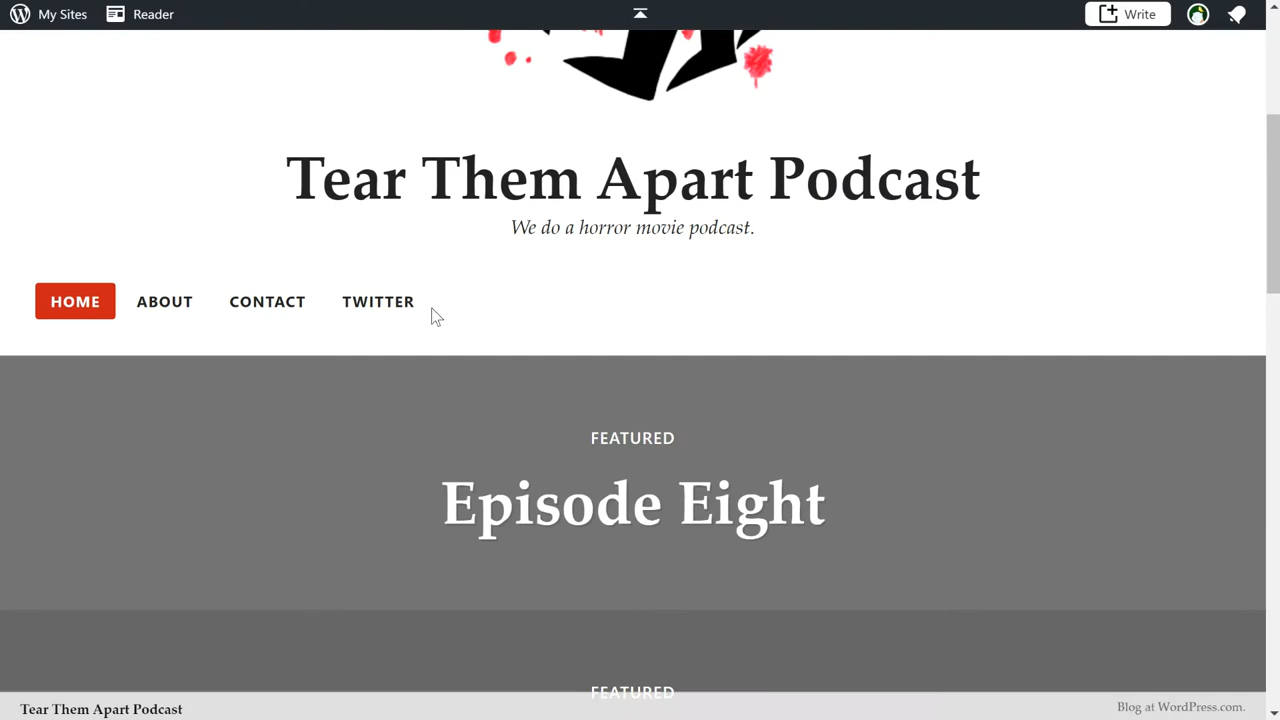 My Sites Reader Write
Tear Them Apart Podcast
We do a horror movie podcast.
HOME ABOUT CONTACT TWITTER
FEATURED
Episode Eight
FEATURED
Tear Them Apart Podcast Blog at WordPress.com.